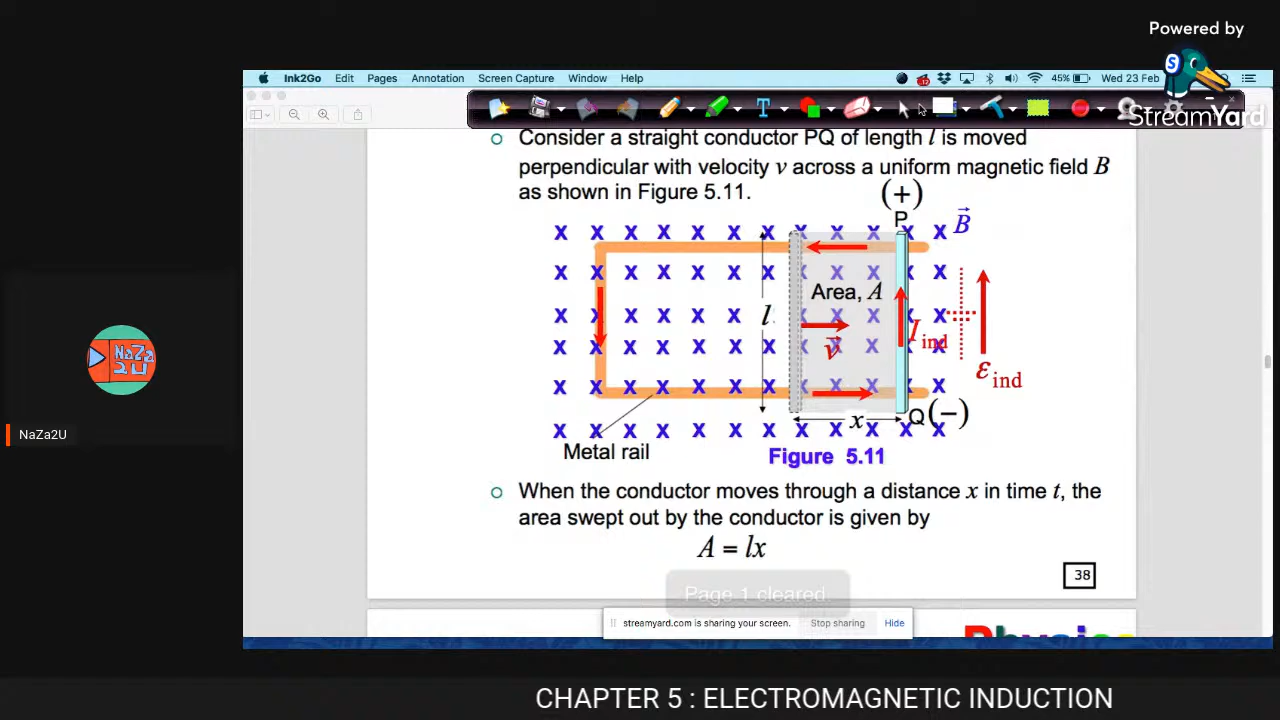 Powered by
StreamYard
Ink2Go Edit Pages Annotation Screen Capture Window Help 45% Wed 23 Feb
Consider a straight conductor PQ of length l is moved
perpendicular with velocity v across a uniform magnetic field B
as shown in Figure 5.11.
(+)
P
B
X X X X X X X X X X X X
X X X X X X X X X X X
Area, A
X X X X X X X X X X X
l
v
I ind
ε ind
X X X X X X X X X X X
X X X X X X X X X X X
x
Q (−)
X X X X X X X X X X X X
Metal rail
Figure 5.11
When the conductor moves through a distance x in time t, the
area swept out by the conductor is given by
A = lx
38
Page 1 cleared.
streamyard.com is sharing your screen. Stop sharing Hide
Physics
NaZa
2U
NaZa2U
CHAPTER 5 : ELECTROMAGNETIC INDUCTION